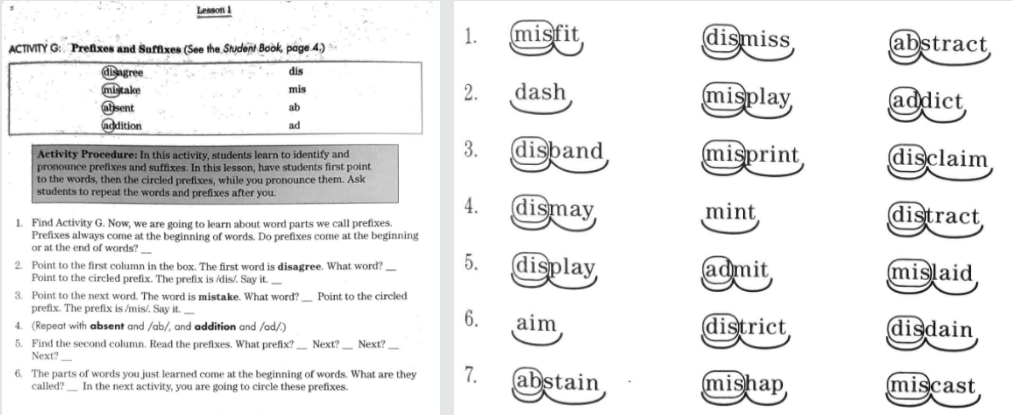 Lesson 1
ACTIVITY G: Prefixes and Suffixes (See the Student Book, page 4.)
disagree dis
mistake mis
absent ab
addition ad
Activity Procedure: In this activity, students learn to identify and
pronounce prefixes and suffixes. In this lesson, have students first point
to the words, then the circled prefixes, while you pronounce them. Ask
students to repeat the words and prefixes after you.
1. Find Activity G. Now, we are going to learn about word parts we call prefixes.
Prefixes always come at the beginning of words. Do prefixes come at the beginning
or at the end of words? __
2. Point to the first column in the box. The first word is disagree. What word? __
Point to the circled prefix. The prefix is /dis/. Say it. __
3. Point to the next word. The word is mistake. What word? __ Point to the circled
prefix. The prefix is /mis/. Say it. __
4. (Repeat with absent and /ab/, and addition and /ad/.)
5. Find the second column. Read the prefixes. What prefix? __ Next? __ Next? __
Next? __
6. The parts of words you just learned come at the beginning of words. What are they
called? __ In the next activity, you are going to circle these prefixes.
1. misfit dismiss abstract
2. dash misplay addict
3. disband misprint disclaim
4. dismay mint distract
5. display admit mislaid
6. aim district disdain
7. abstain mishap miscast